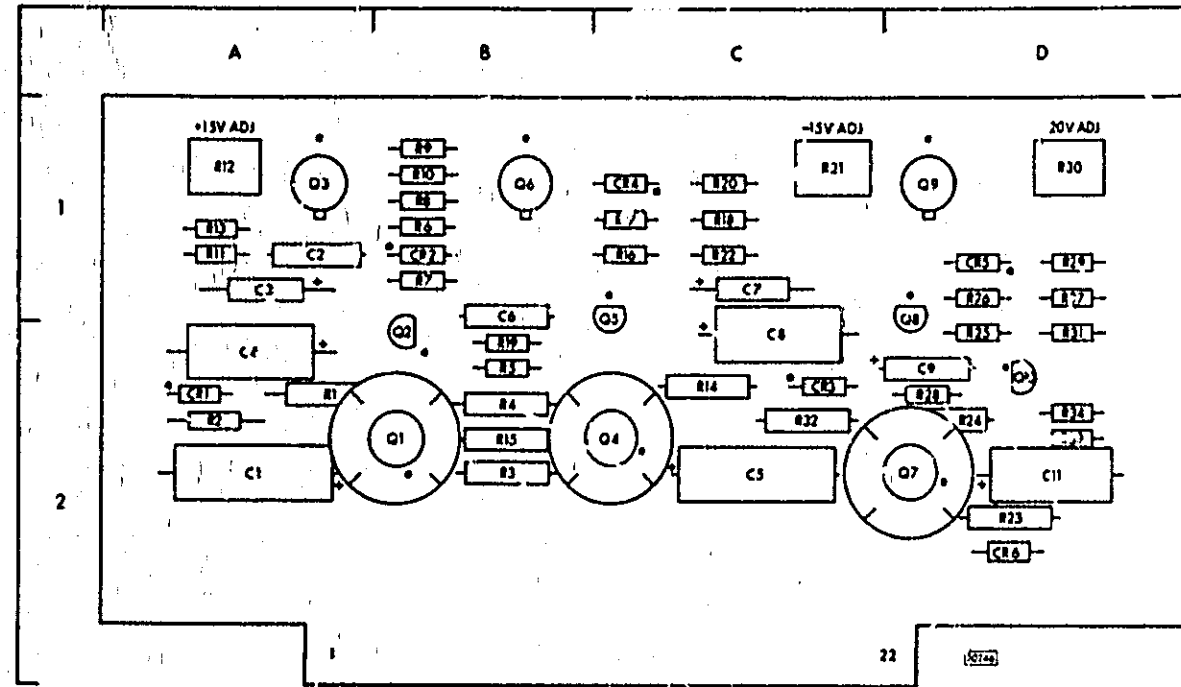 A B C D
+15V ADJ -15V ADJ 20V ADJ
R12 Q3 R9 Q6 R21 Q9 R30
R10
CR4 R20
1
R8
R13 R6 R18
R11 C2 CR2 R16 R22 CR5 R29
R7
C3 + + C7
R26
C6 Q5 Q8
Q2 + C8 R25 R31
R19
+
R5 + C9
CR1 R1 R14 CR3 R28
R4
R2 R32 R24 R34
Q1 R15 Q4
C1 R3 C5 Q7 C11
+ + +
2
R23
CR6
1 22